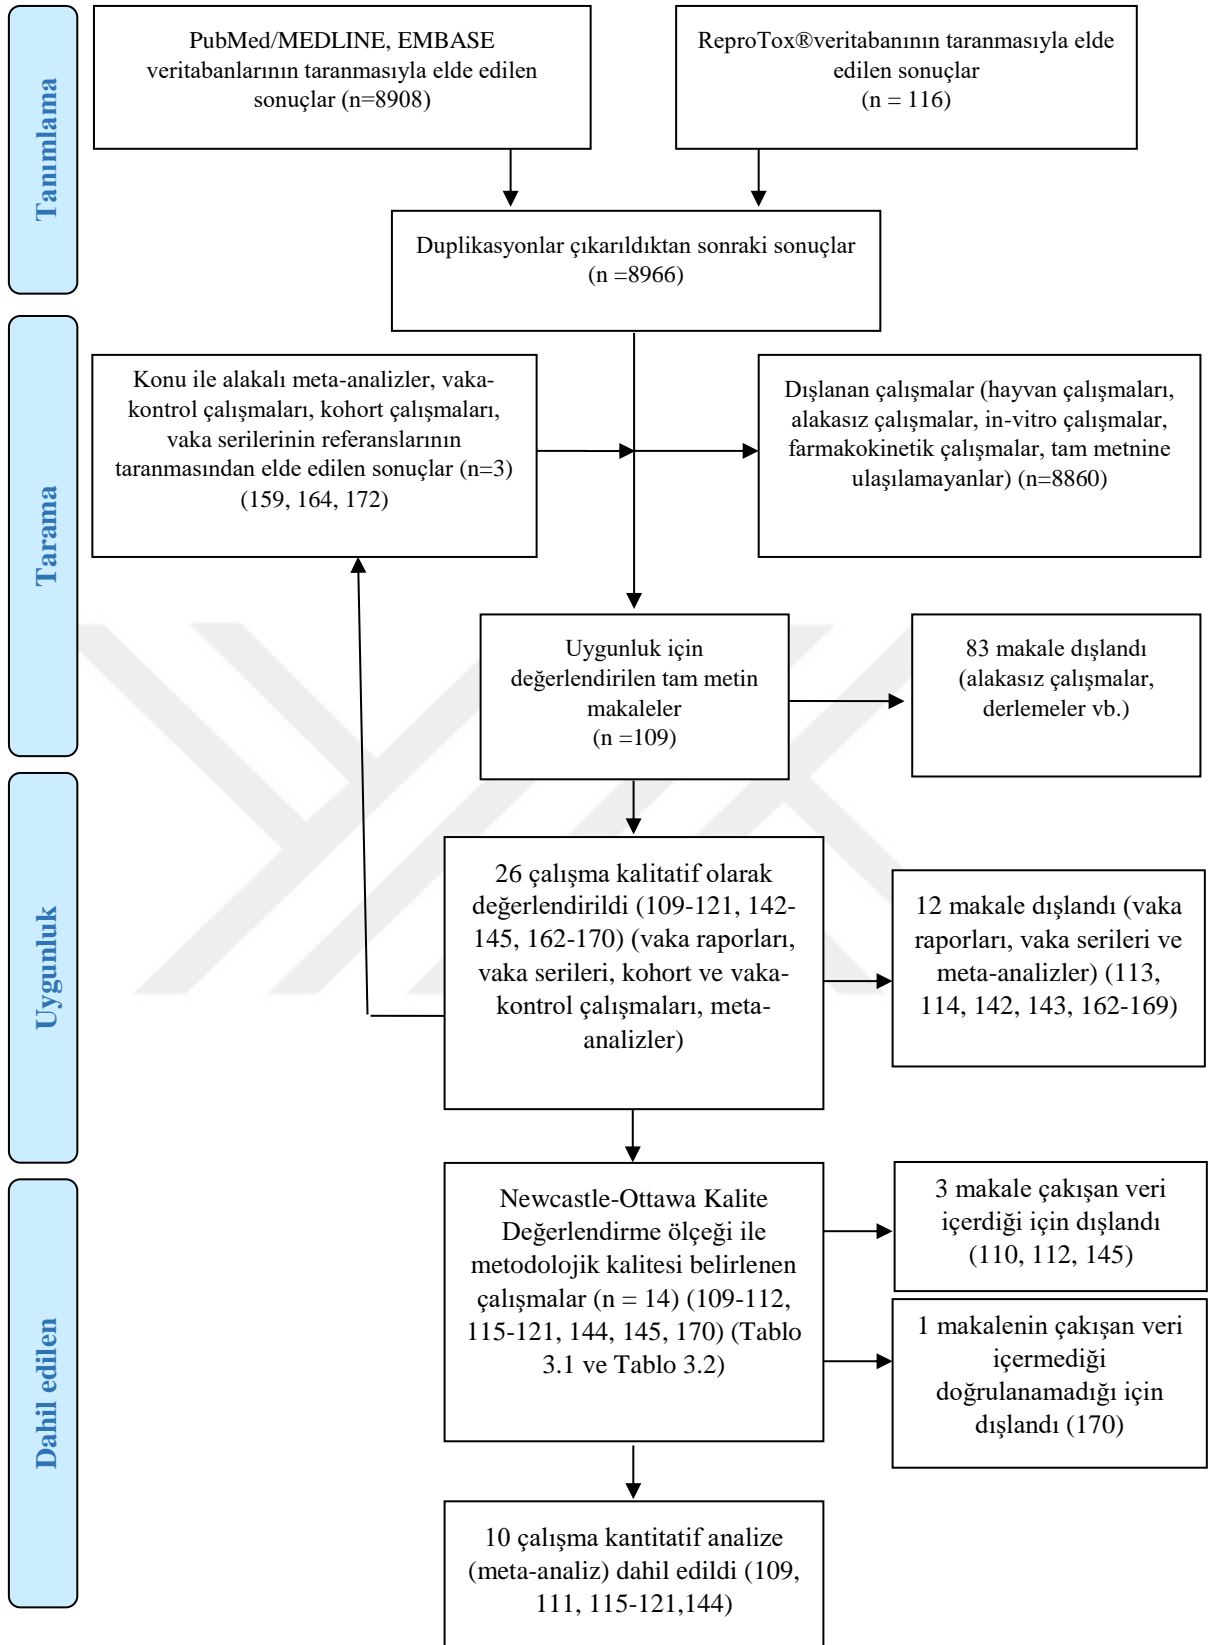 Tanımlama
PubMed/MEDLINE, EMBASE
veritabanlarının taranmasıyla elde edilen
sonuçlar (n=8908)
ReproTox®veritabanının taranmasıyla elde
edilen sonuçlar
(n = 116)
Duplikasyonlar çıkarıldıktan sonraki sonuçlar
(n =8966)
Tarama
Konu ile alakalı meta-analizler, vaka-
kontrol çalışmaları, kohort çalışmaları,
vaka serilerinin referanslarının
taranmasından elde edilen sonuçlar (n=3)
(159, 164, 172)
Dışlanan çalışmalar (hayvan çalışmaları,
alakasız çalışmalar, in-vitro çalışmalar,
farmakokinetik çalışmalar, tam metnine
ulaşılamayanlar) (n=8860)
Uygunluk için
değerlendirilen tam metin
makaleler
(n =109)
83 makale dışlandı
(alakasız çalışmalar,
derlemeler vb.)
Uygunluk
26 çalışma kalitatif olarak
değerlendirildi (109-121, 142-
145, 162-170) (vaka raporları,
vaka serileri, kohort ve vaka-
kontrol çalışmaları, meta-
analizler)
12 makale dışlandı (vaka
raporları, vaka serileri ve
meta-analizler) (113,
114, 142, 143, 162-169)
Dahil edilen
Newcastle-Ottawa Kalite
Değerlendirme ölçeği ile
metodolojik kalitesi belirlenen
çalışmalar (n = 14) (109-112,
115-121, 144, 145, 170) (Tablo
3.1 ve Tablo 3.2)
3 makale çakışan veri
içerdiği için dışlandı
(110, 112, 145)
1 makalenin çakışan veri
içermediği
doğrulanamadığı için
dışlandı (170)
10 çalışma kantitatif analize
(meta-analiz) dahil edildi (109,
111, 115-121,144)